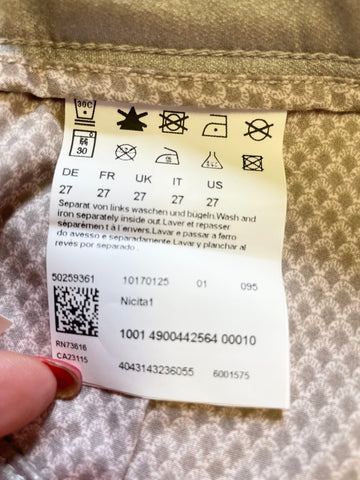 30C
30
DE FR UK IT US
27 27 27 27 27
Separat von links waschen und bügeln.Wash and
iron separately inside out.Laver et repasser
séparément à l envers.Lavar e passar a ferro
do avesso e separadamente.Lavar y planchar al
revés por separado.
50259361 10170125 01 095
Nicita1
1001 4900442564 00010
RN73616
CA23115
4043143236055 6001575